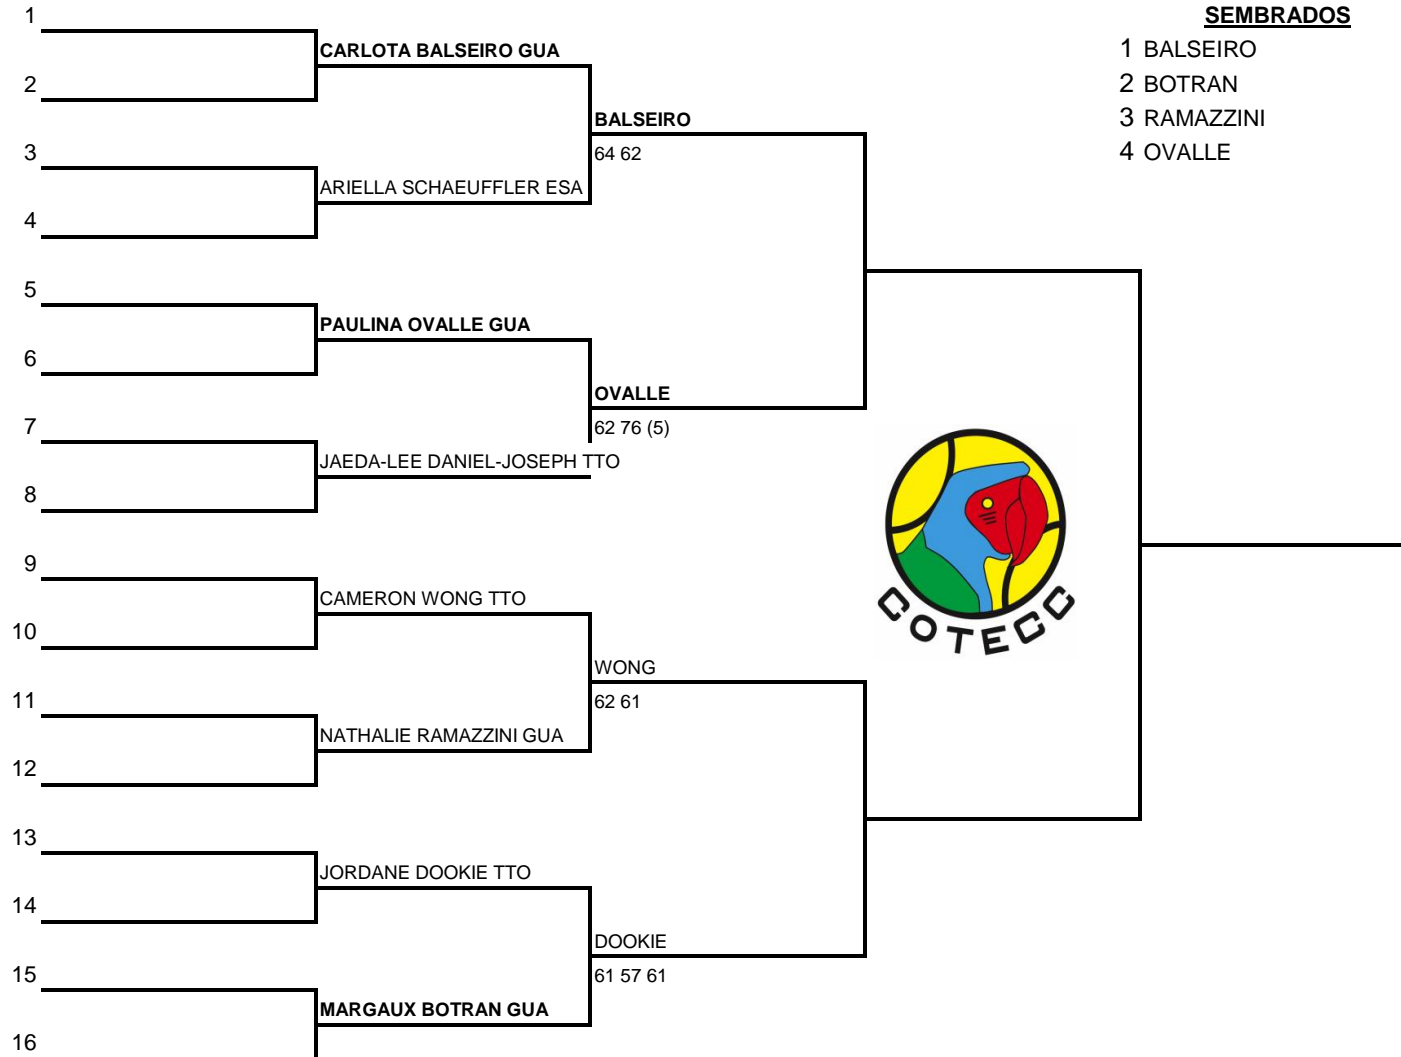 1
SEMBRADOS
CARLOTA BALSEIRO GUA
1 BALSEIRO
2
2 BOTRAN
BALSEIRO
3 RAMAZZINI
3
64 62
4 OVALLE
ARIELLA SCHAEUFFLER ESA
4
5
PAULINA OVALLE GUA
6
OVALLE
7
62 76 (5)
JAEDA-LEE DANIEL-JOSEPH TTO
8
9
CAMERON WONG TTO
COTECC
10
WONG
11
62 61
NATHALIE RAMAZZINI GUA
12
13
JORDANE DOOKIE TTO
14
DOOKIE
15
61 57 61
MARGAUX BOTRAN GUA
16